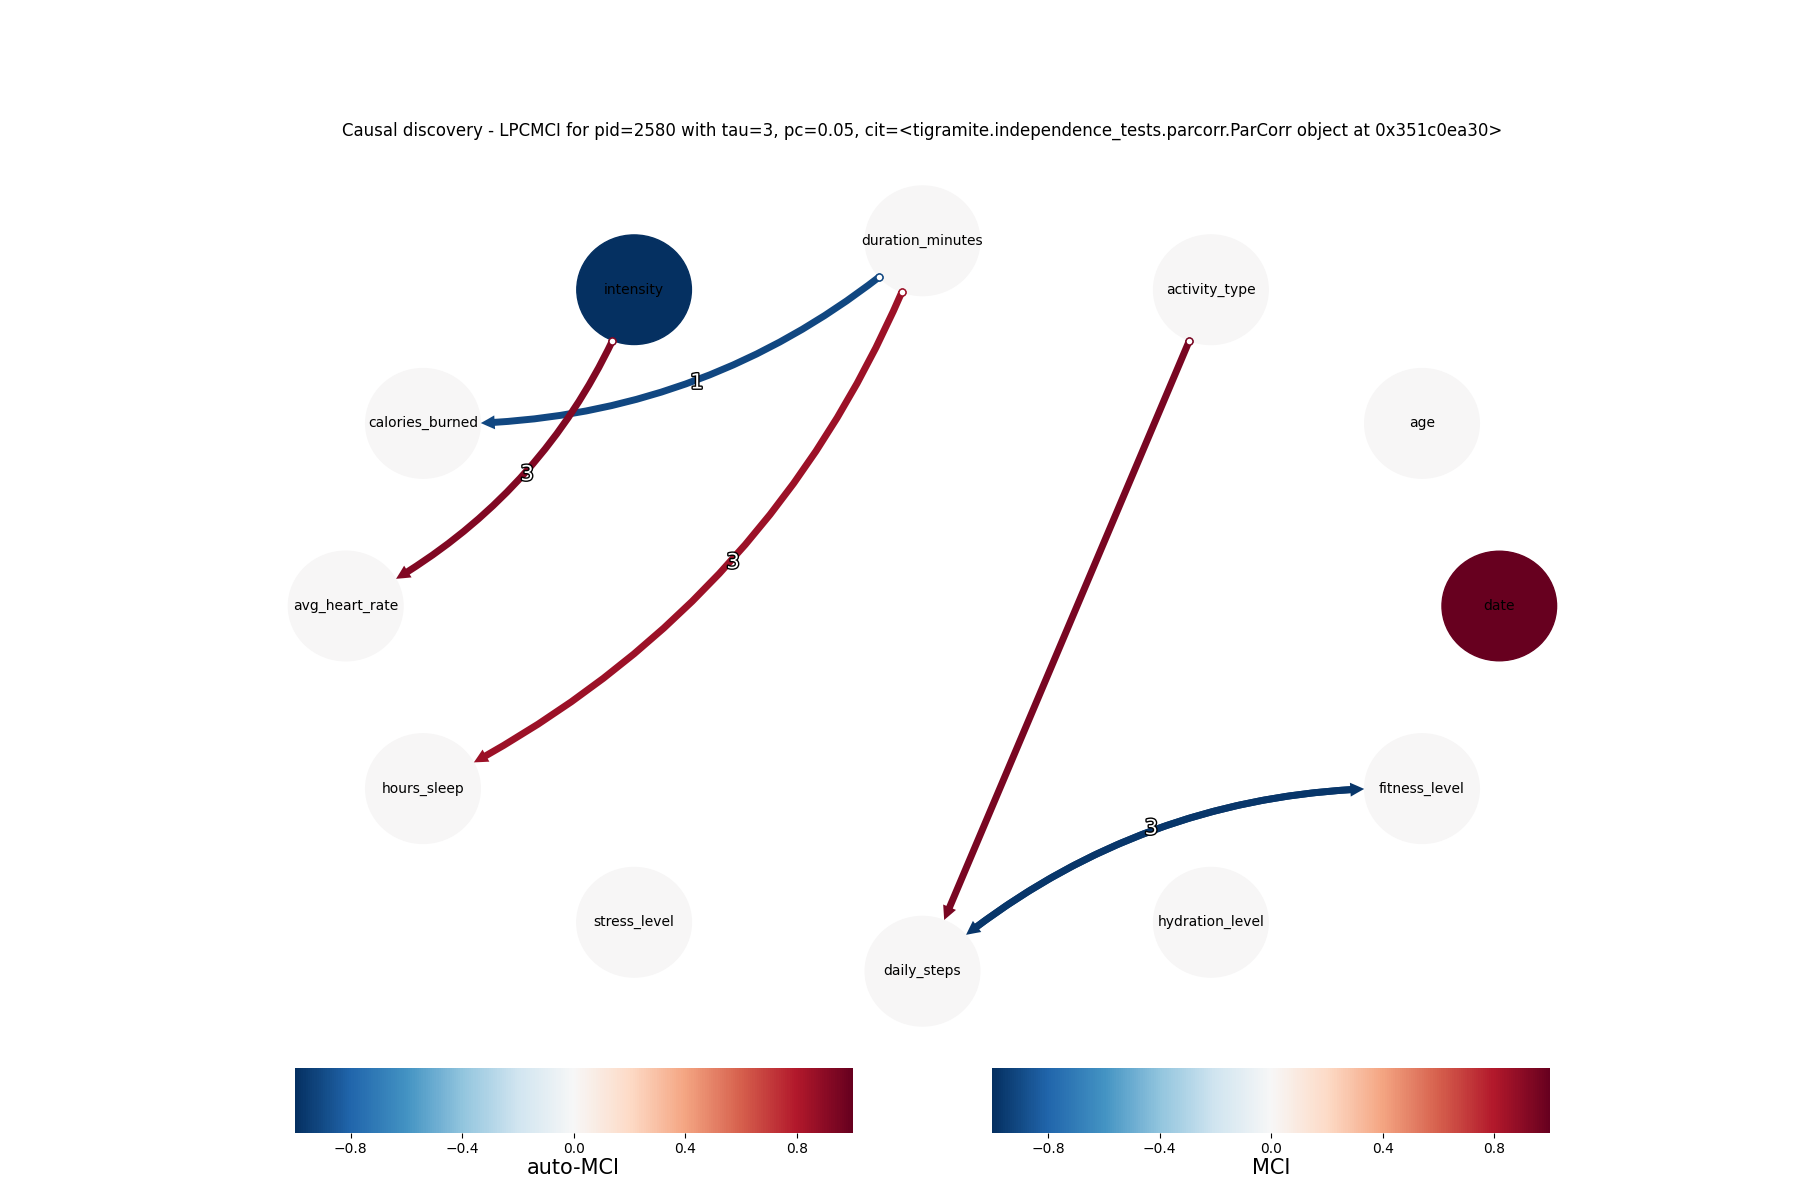 Causal discovery - LPCMCI for pid=2580 with tau=3, pc=0.05, cit=<tigramite.independence_tests.parcorr.ParCorr object at 0x351c0ea30>
duration_minutes
intensity
activity_type
1
calories_burned
age
3
3
avg_heart_rate
date
hours_sleep
fitness_level
3
stress_level
hydration_level
daily_steps
−0.8 −0.4 0.0 0.4 0.8
auto-MCI
−0.8 −0.4 0.0 0.4 0.8
MCI